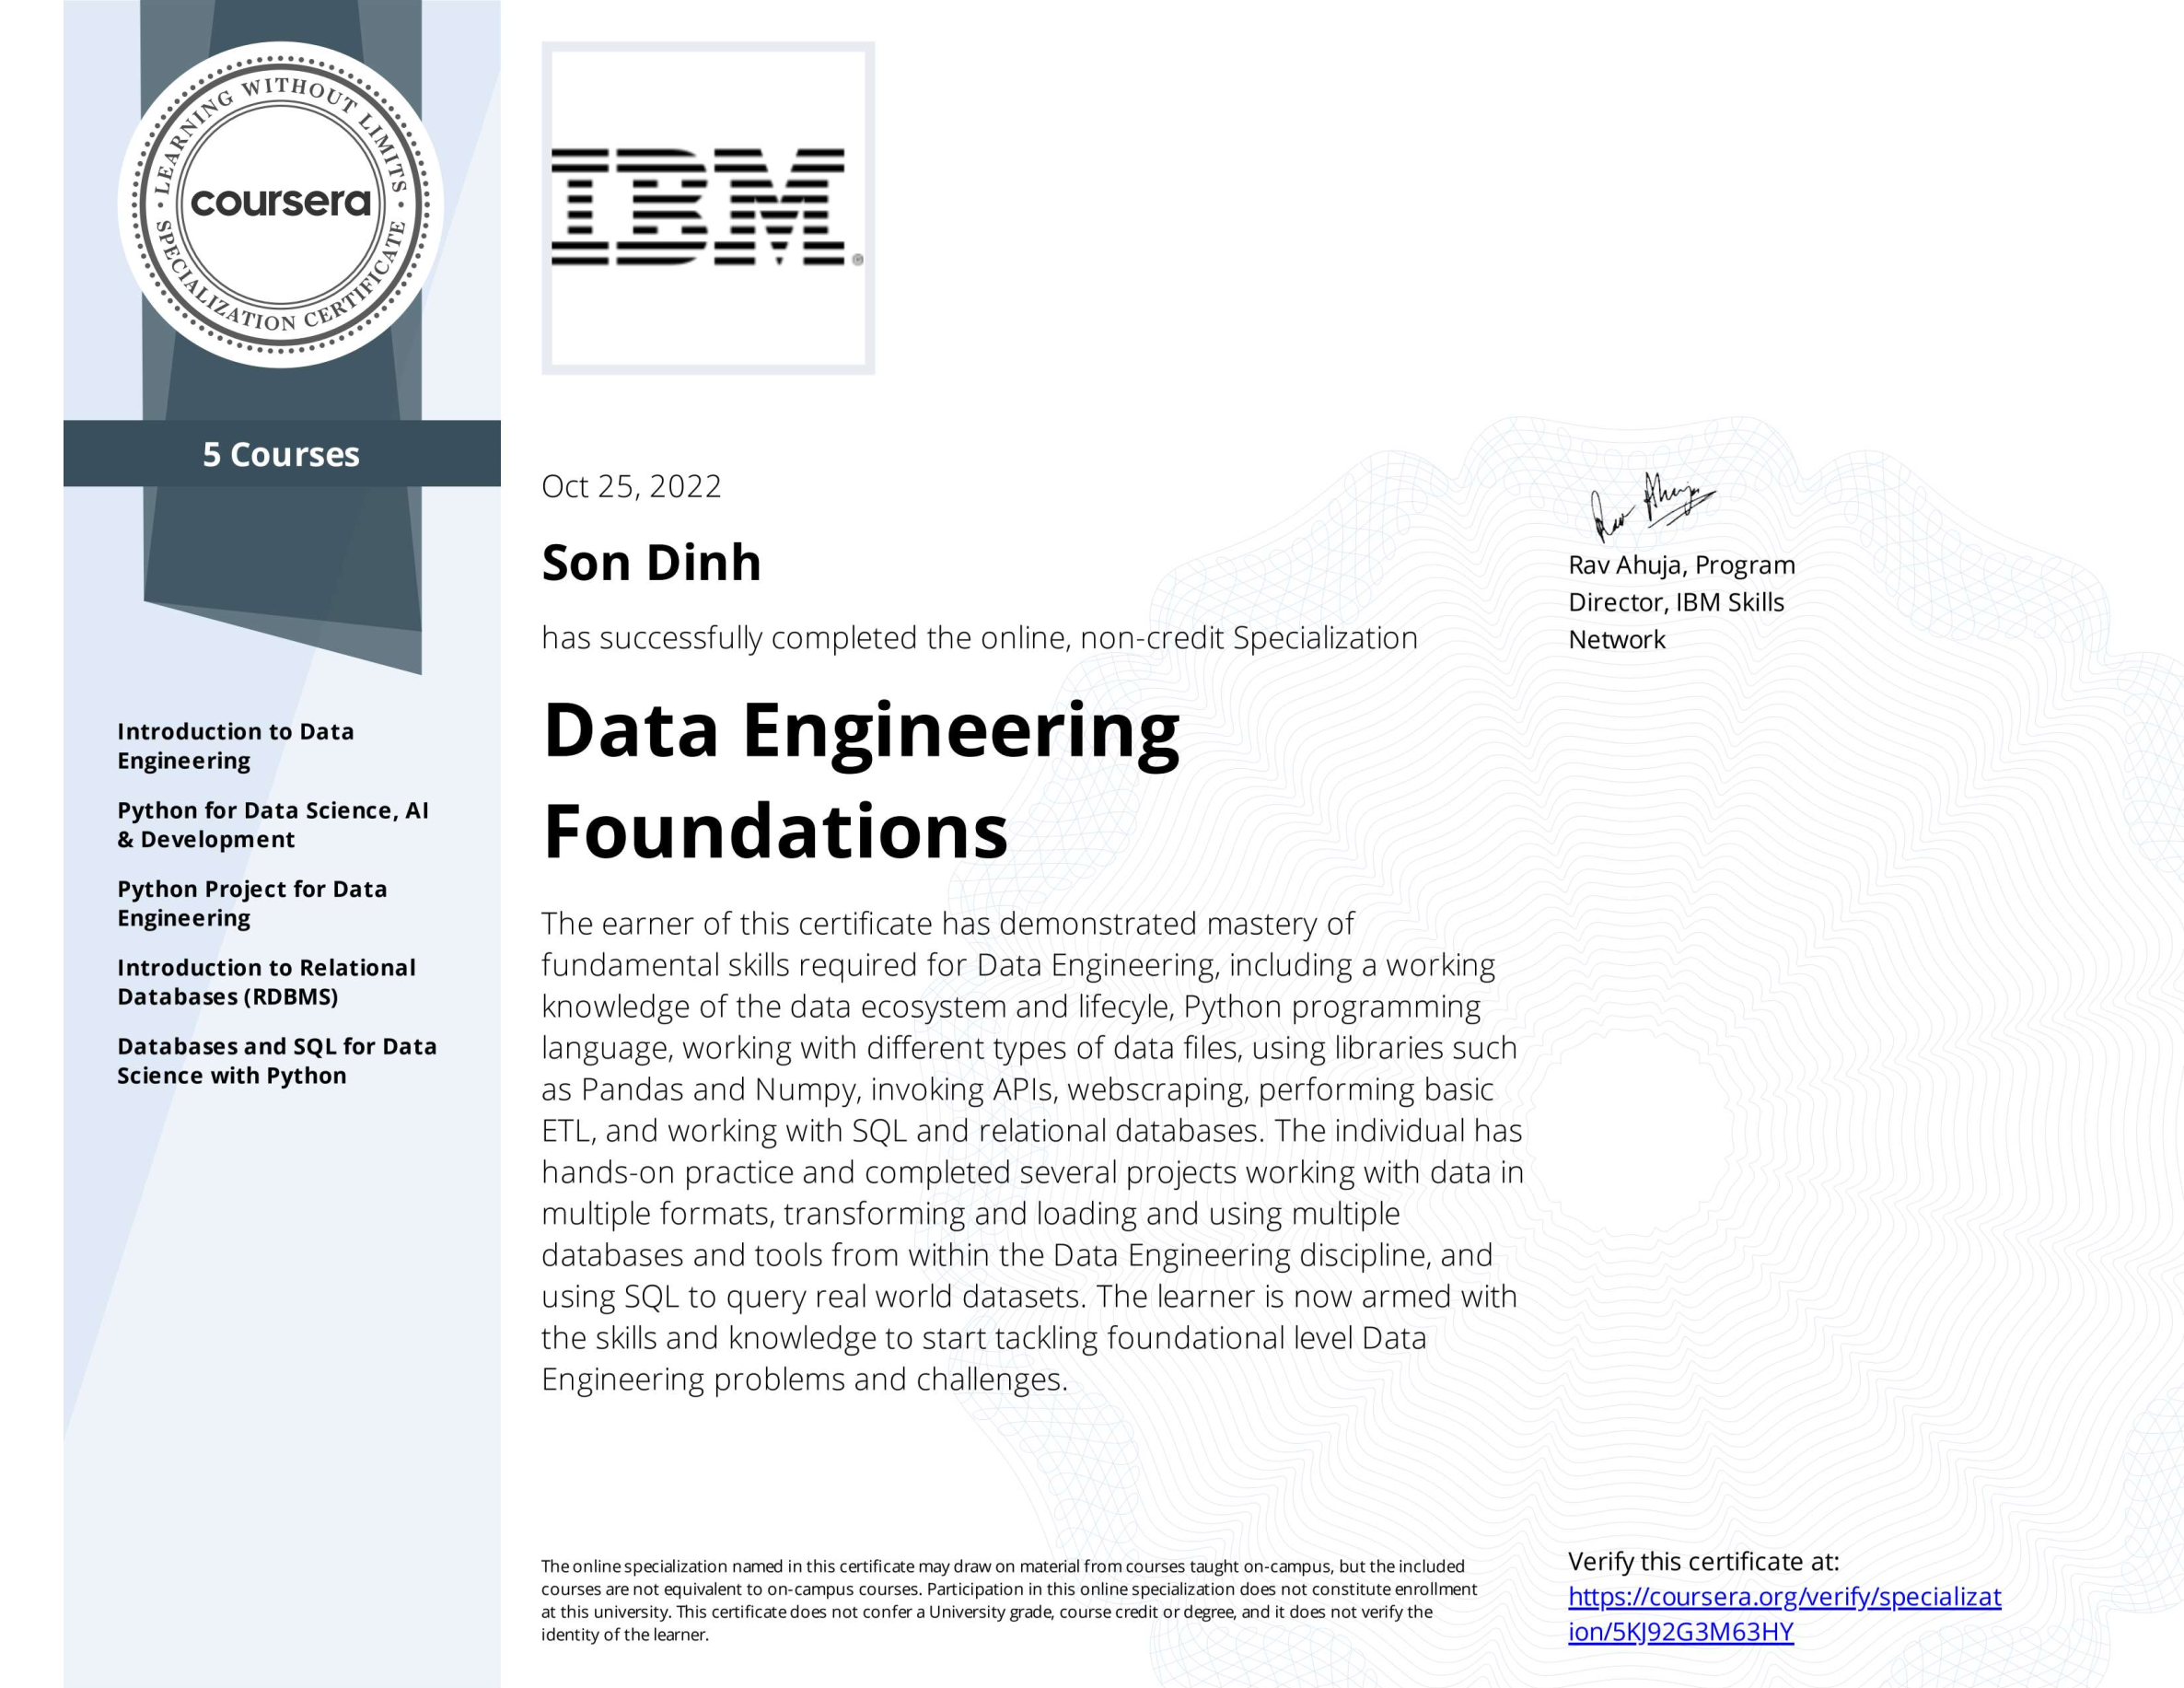 LEARNING WITHOUT LIMITS
coursera
SPECIALIZATION CERTIFICATE
5 Courses
Introduction to Data
Engineering
Python for Data Science, AI
& Development
Python Project for Data
Engineering
Introduction to Relational
Databases (RDBMS)
Databases and SQL for Data
Science with Python
IBM®
Oct 25, 2022
Son Dinh
has successfully completed the online, non-credit Specialization
Data Engineering
Foundations
The earner of this certificate has demonstrated mastery of
fundamental skills required for Data Engineering, including a working
knowledge of the data ecosystem and lifecyle, Python programming
language, working with different types of data files, using libraries such
as Pandas and Numpy, invoking APIs, webscraping, performing basic
ETL, and working with SQL and relational databases. The individual has
hands-on practice and completed several projects working with data in
multiple formats, transforming and loading and using multiple
databases and tools from within the Data Engineering discipline, and
using SQL to query real world datasets. The learner is now armed with
the skills and knowledge to start tackling foundational level Data
Engineering problems and challenges.
Rav Ahuja
Rav Ahuja, Program
Director, IBM Skills
Network
The online specialization named in this certificate may draw on material from courses taught on-campus, but the included
courses are not equivalent to on-campus courses. Participation in this online specialization does not constitute enrollment
at this university. This certificate does not confer a University grade, course credit or degree, and it does not verify the
identity of the learner.
Verify this certificate at:
https://coursera.org/verify/specializat
ion/5KJ92G3M63HY